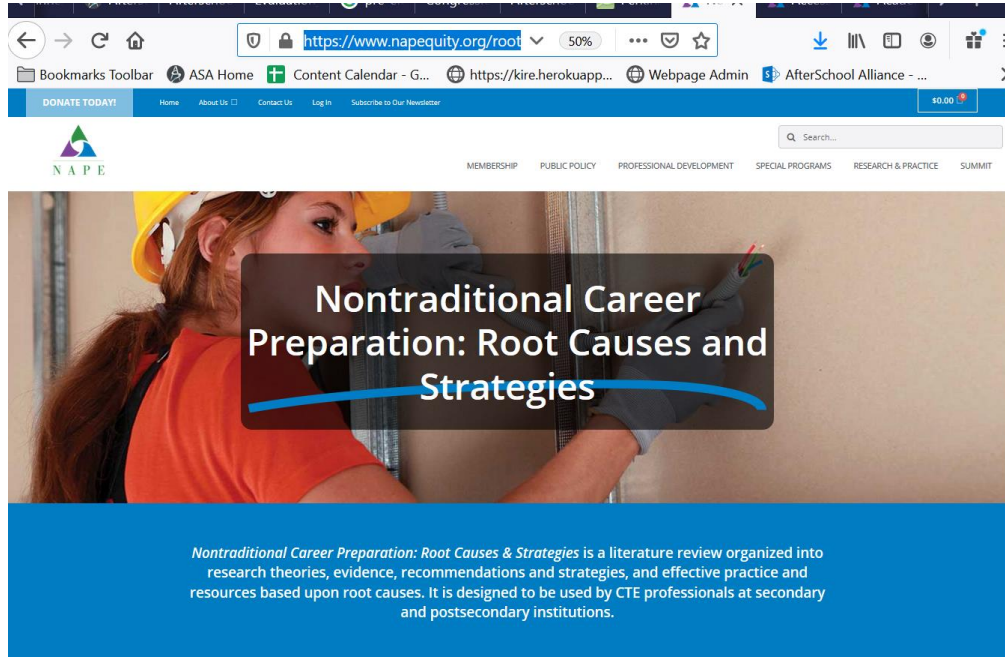 https://www.napequity.org/root 50%
Bookmarks Toolbar ASA Home Content Calendar - G... https://kire.herokuapp... Webpage Admin AfterSchool Alliance - ...
DONATE TODAY! Home About Us Contact Us Log In Subscribe to Our Newsletter $0.00 0
Search...
NAPE
MEMBERSHIP PUBLIC POLICY PROFESSIONAL DEVELOPMENT SPECIAL PROGRAMS RESEARCH & PRACTICE SUMMIT
Nontraditional Career
Preparation: Root Causes and
Strategies
Nontraditional Career Preparation: Root Causes & Strategies is a literature review organized into
research theories, evidence, recommendations and strategies, and effective practice and
resources based upon root causes. It is designed to be used by CTE professionals at secondary
and postsecondary institutions.